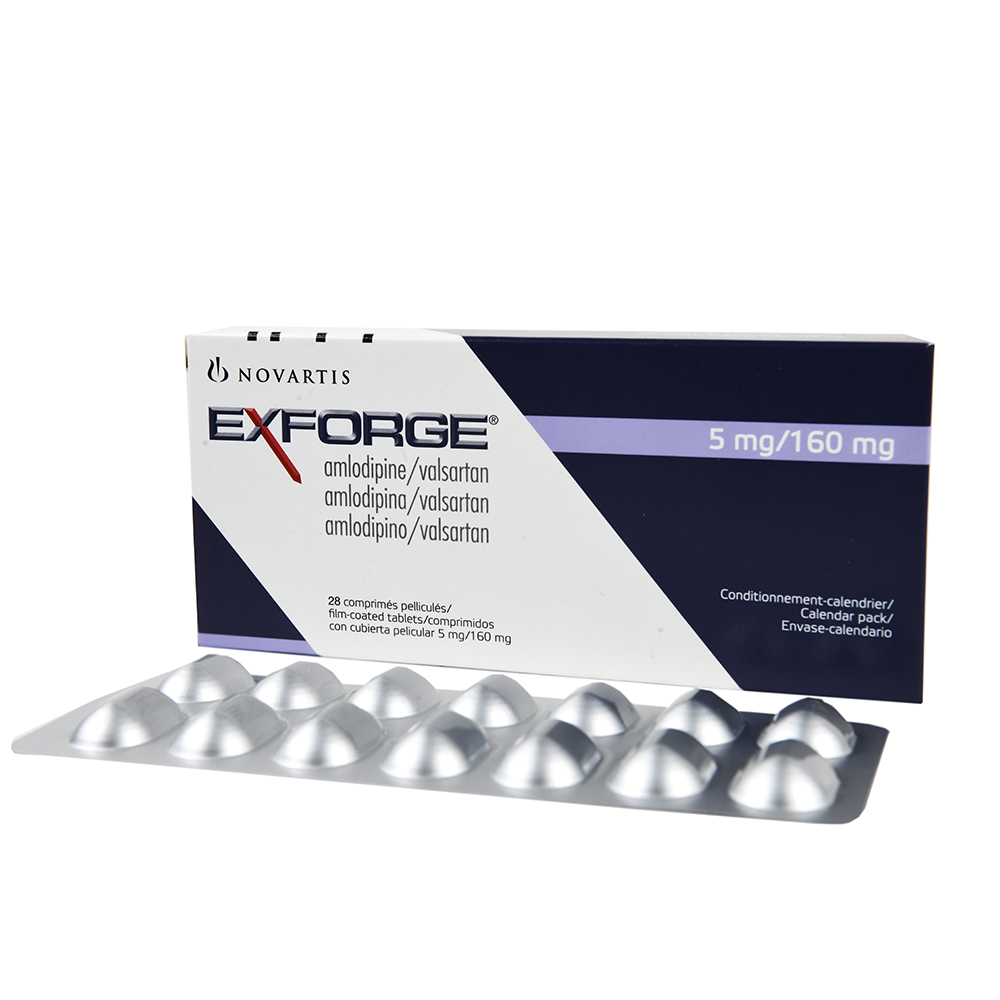 NOVARTIS
EXFORGE®
amlodipine/valsartan
amlodipina/valsartan
amlodipino/valsartan
5 mg/160 mg
28 comprimés pelliculés/
film-coated tablets/comprimidos
con cubierta pelicular 5 mg/160 mg
Conditionnement-calendrier/
Calendar pack/
Envase-calendario